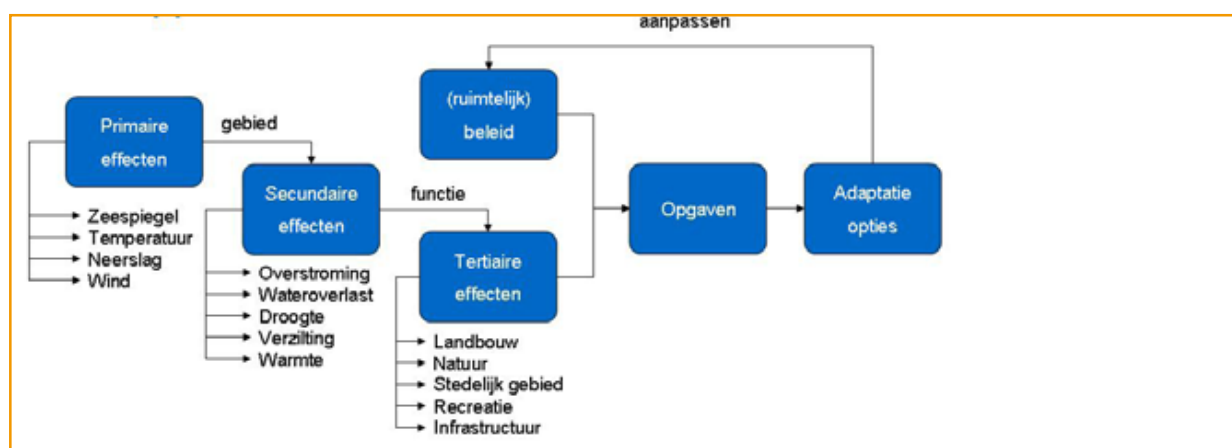 aanpassen
(ruimtelijk)
beleid
Primaire
effecten
gebied
Secundaire
effecten
functie
Opgaven
Adaptatie
opties
Zeespiegel
Temperatuur
Neerslag
Wind
Tertiaire
effecten
Overstroming
Wateroverlast
Droogte
Verzilting
Warmte
Landbouw
Natuur
Stedelijk gebied
Recreatie
Infrastructuur